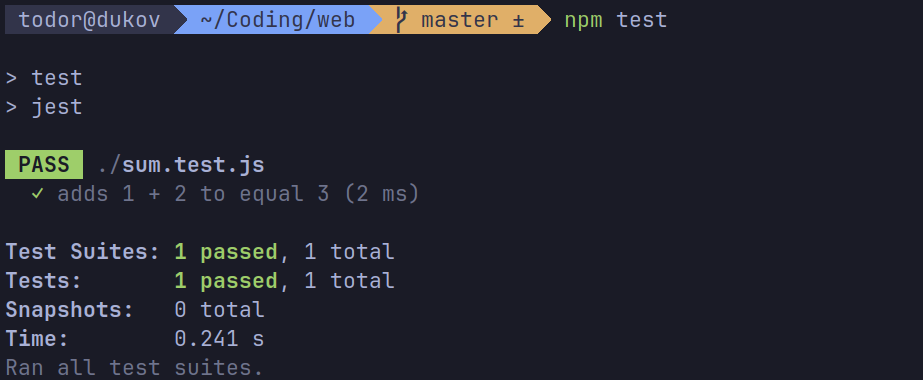 todor@dukov ~/Coding/web master ± npm test
> test
> jest
PASS ./sum.test.js
✓ adds 1 + 2 to equal 3 (2 ms)
Test Suites: 1 passed, 1 total
Tests: 1 passed, 1 total
Snapshots: 0 total
Time: 0.241 s
Ran all test suites.